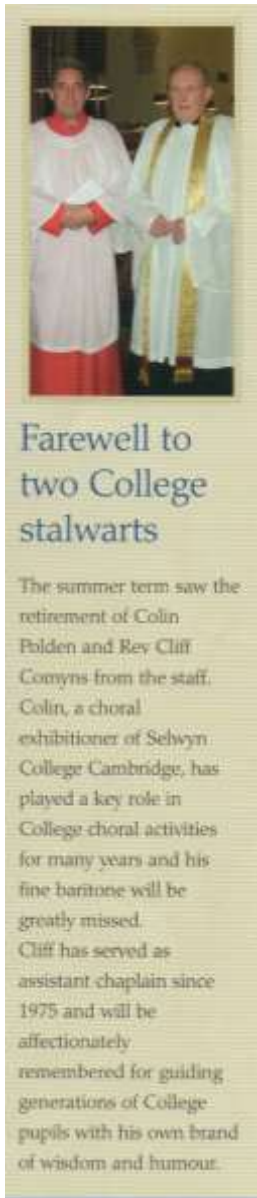 Farewell to
two College
stalwarts
The summer term saw the
retirement of Colin
Polden and Rev Cliff
Comyns from the staff.
Colin, a choral
exhibitioner of Selwyn
College Cambridge, has
played a key role in
College choral activities
for many years and his
fine baritone will be
greatly missed.
Cliff has served as
assistant chaplain since
1975 and will be
affectionately
remembered for guiding
generations of College
pupils with his own brand
of wisdom and humour.